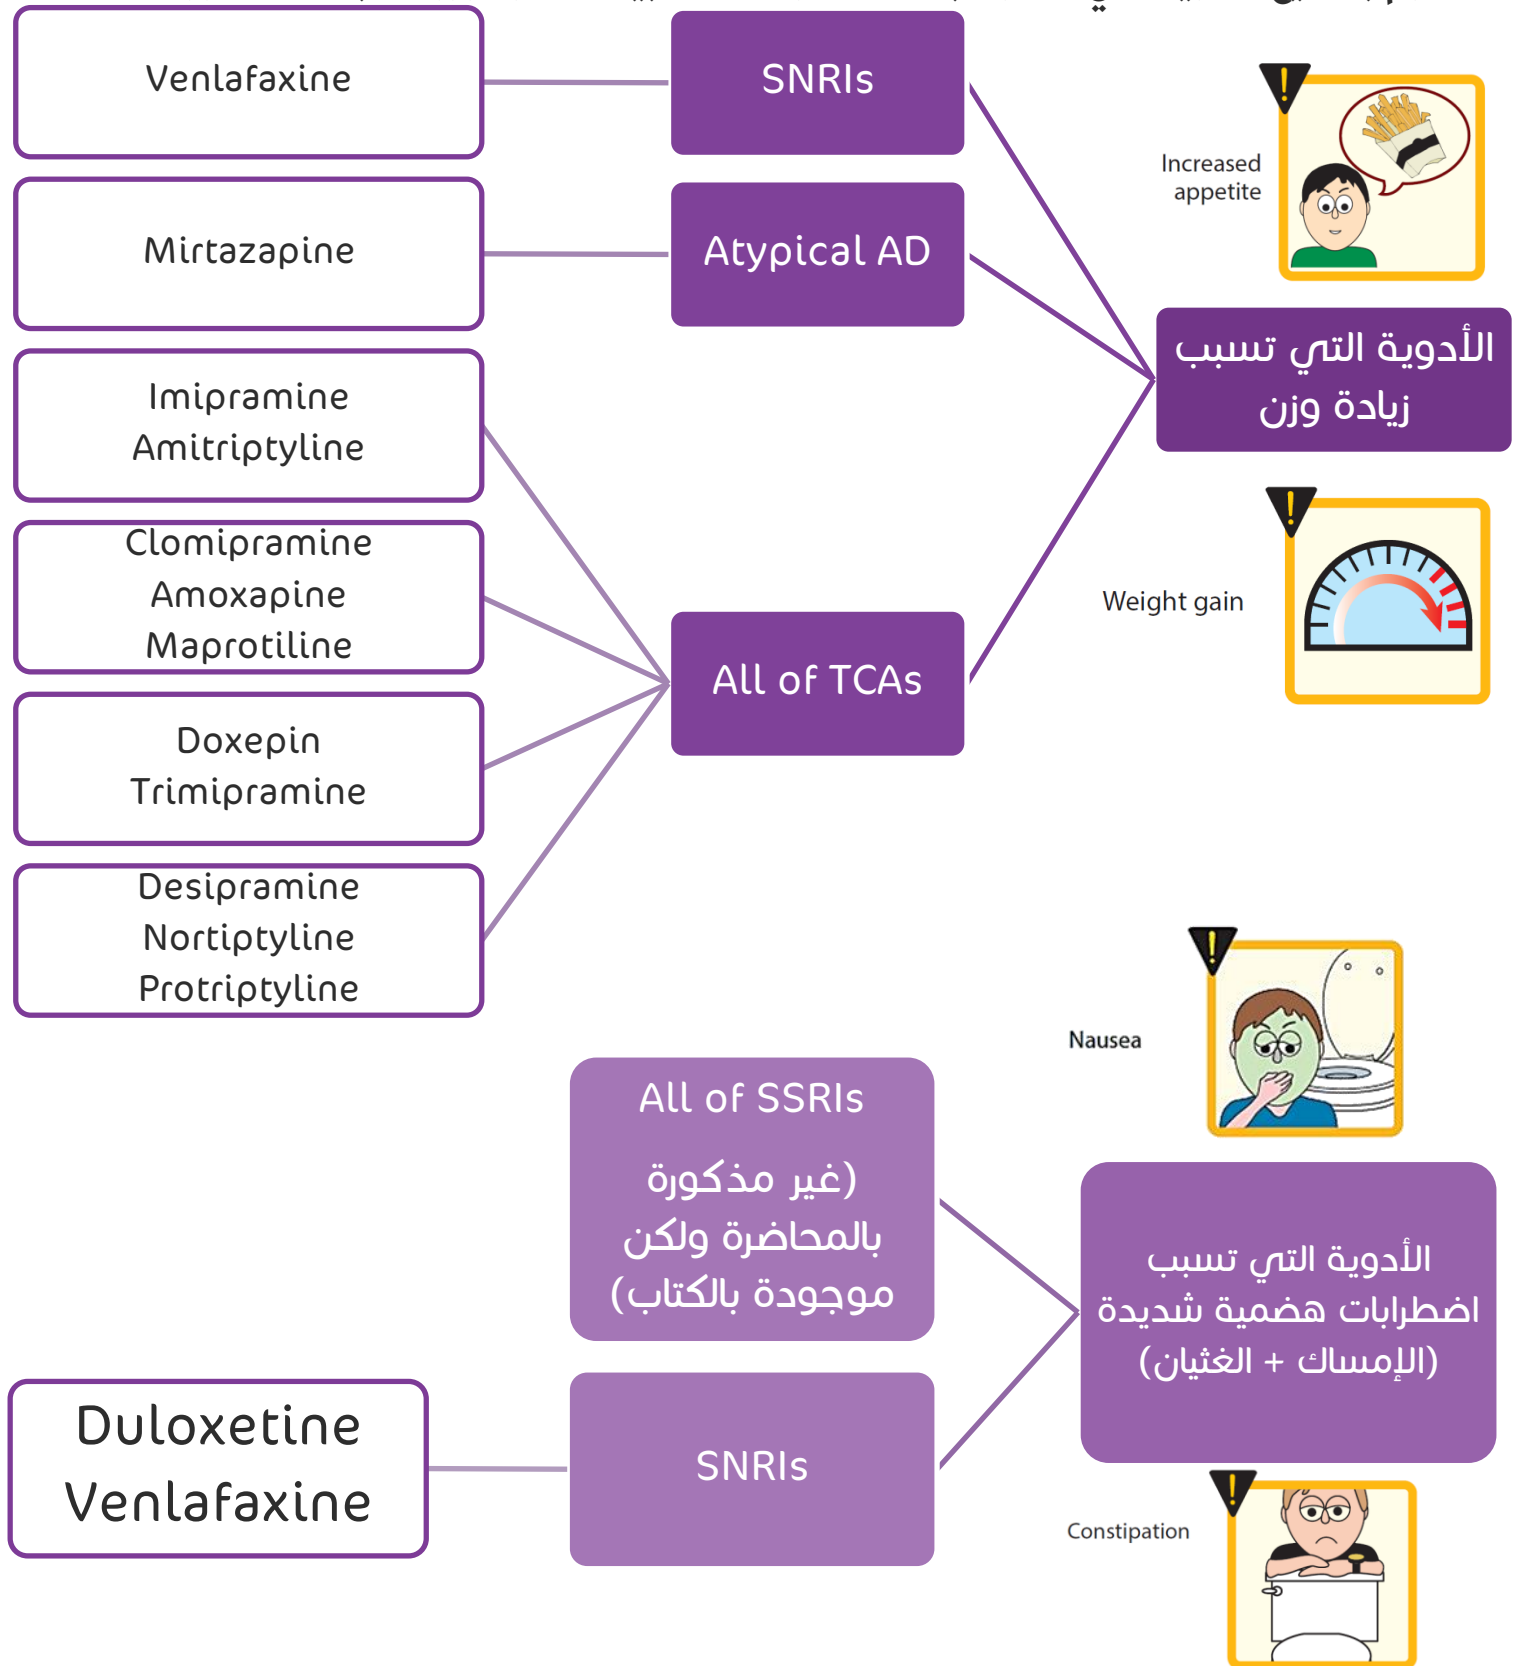 Venlafaxine
SNRIs
Increased
appetite
Mirtazapine
Atypical AD
الأدوية التي تسبب
زيادة وزن
Imipramine
Amitriptyline
Clomipramine
Amoxapine
Maprotiline
Weight gain
All of TCAs
Doxepin
Trimipramine
Desipramine
Nortiptyline
Protriptyline
Nausea
All of SSRIs
(غير مذكورة
بالمحاضرة ولكن
موجودة بالكتاب)
الأدوية التي تسبب
اضطرابات هضمية شديدة
(الإمساك + الغثيان)
Duloxetine
Venlafaxine
SNRIs
Constipation